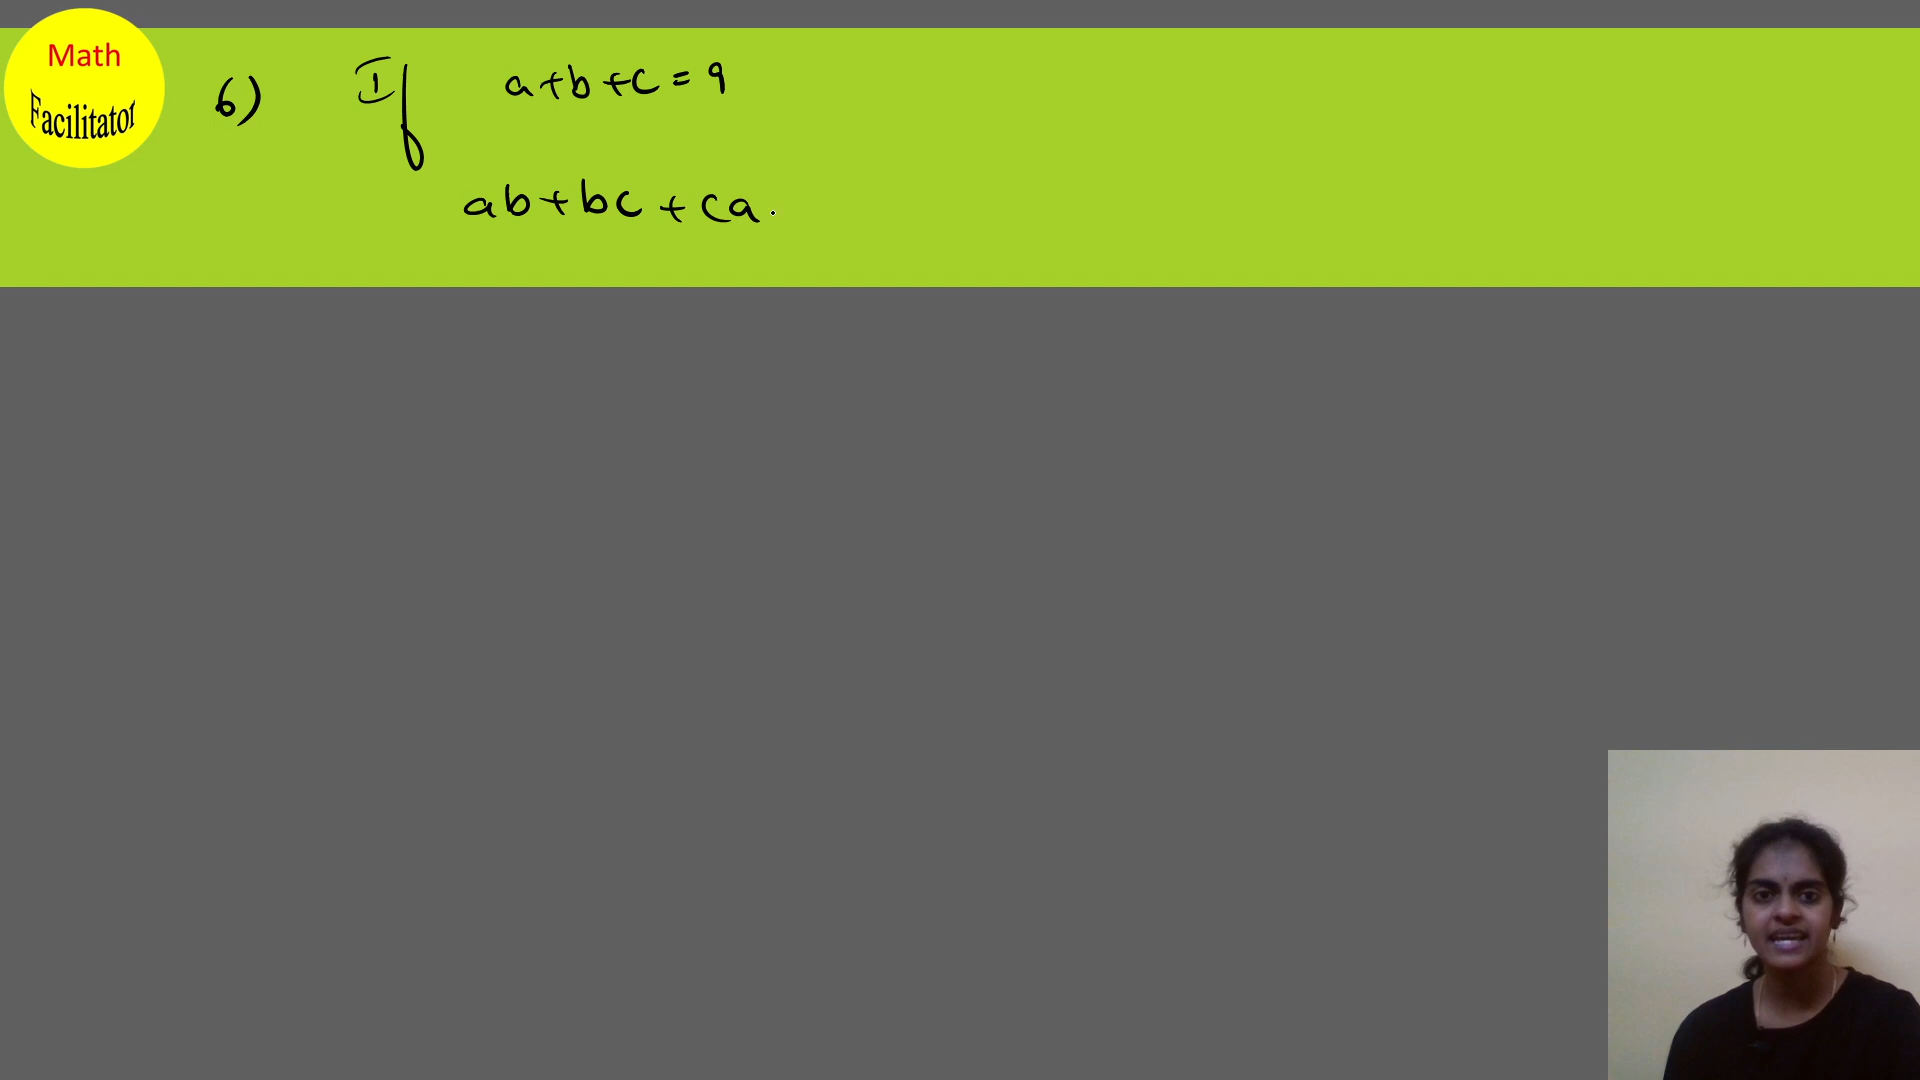 Math
Facilitator
6) If a+b+c=9
ab+bc+ca.